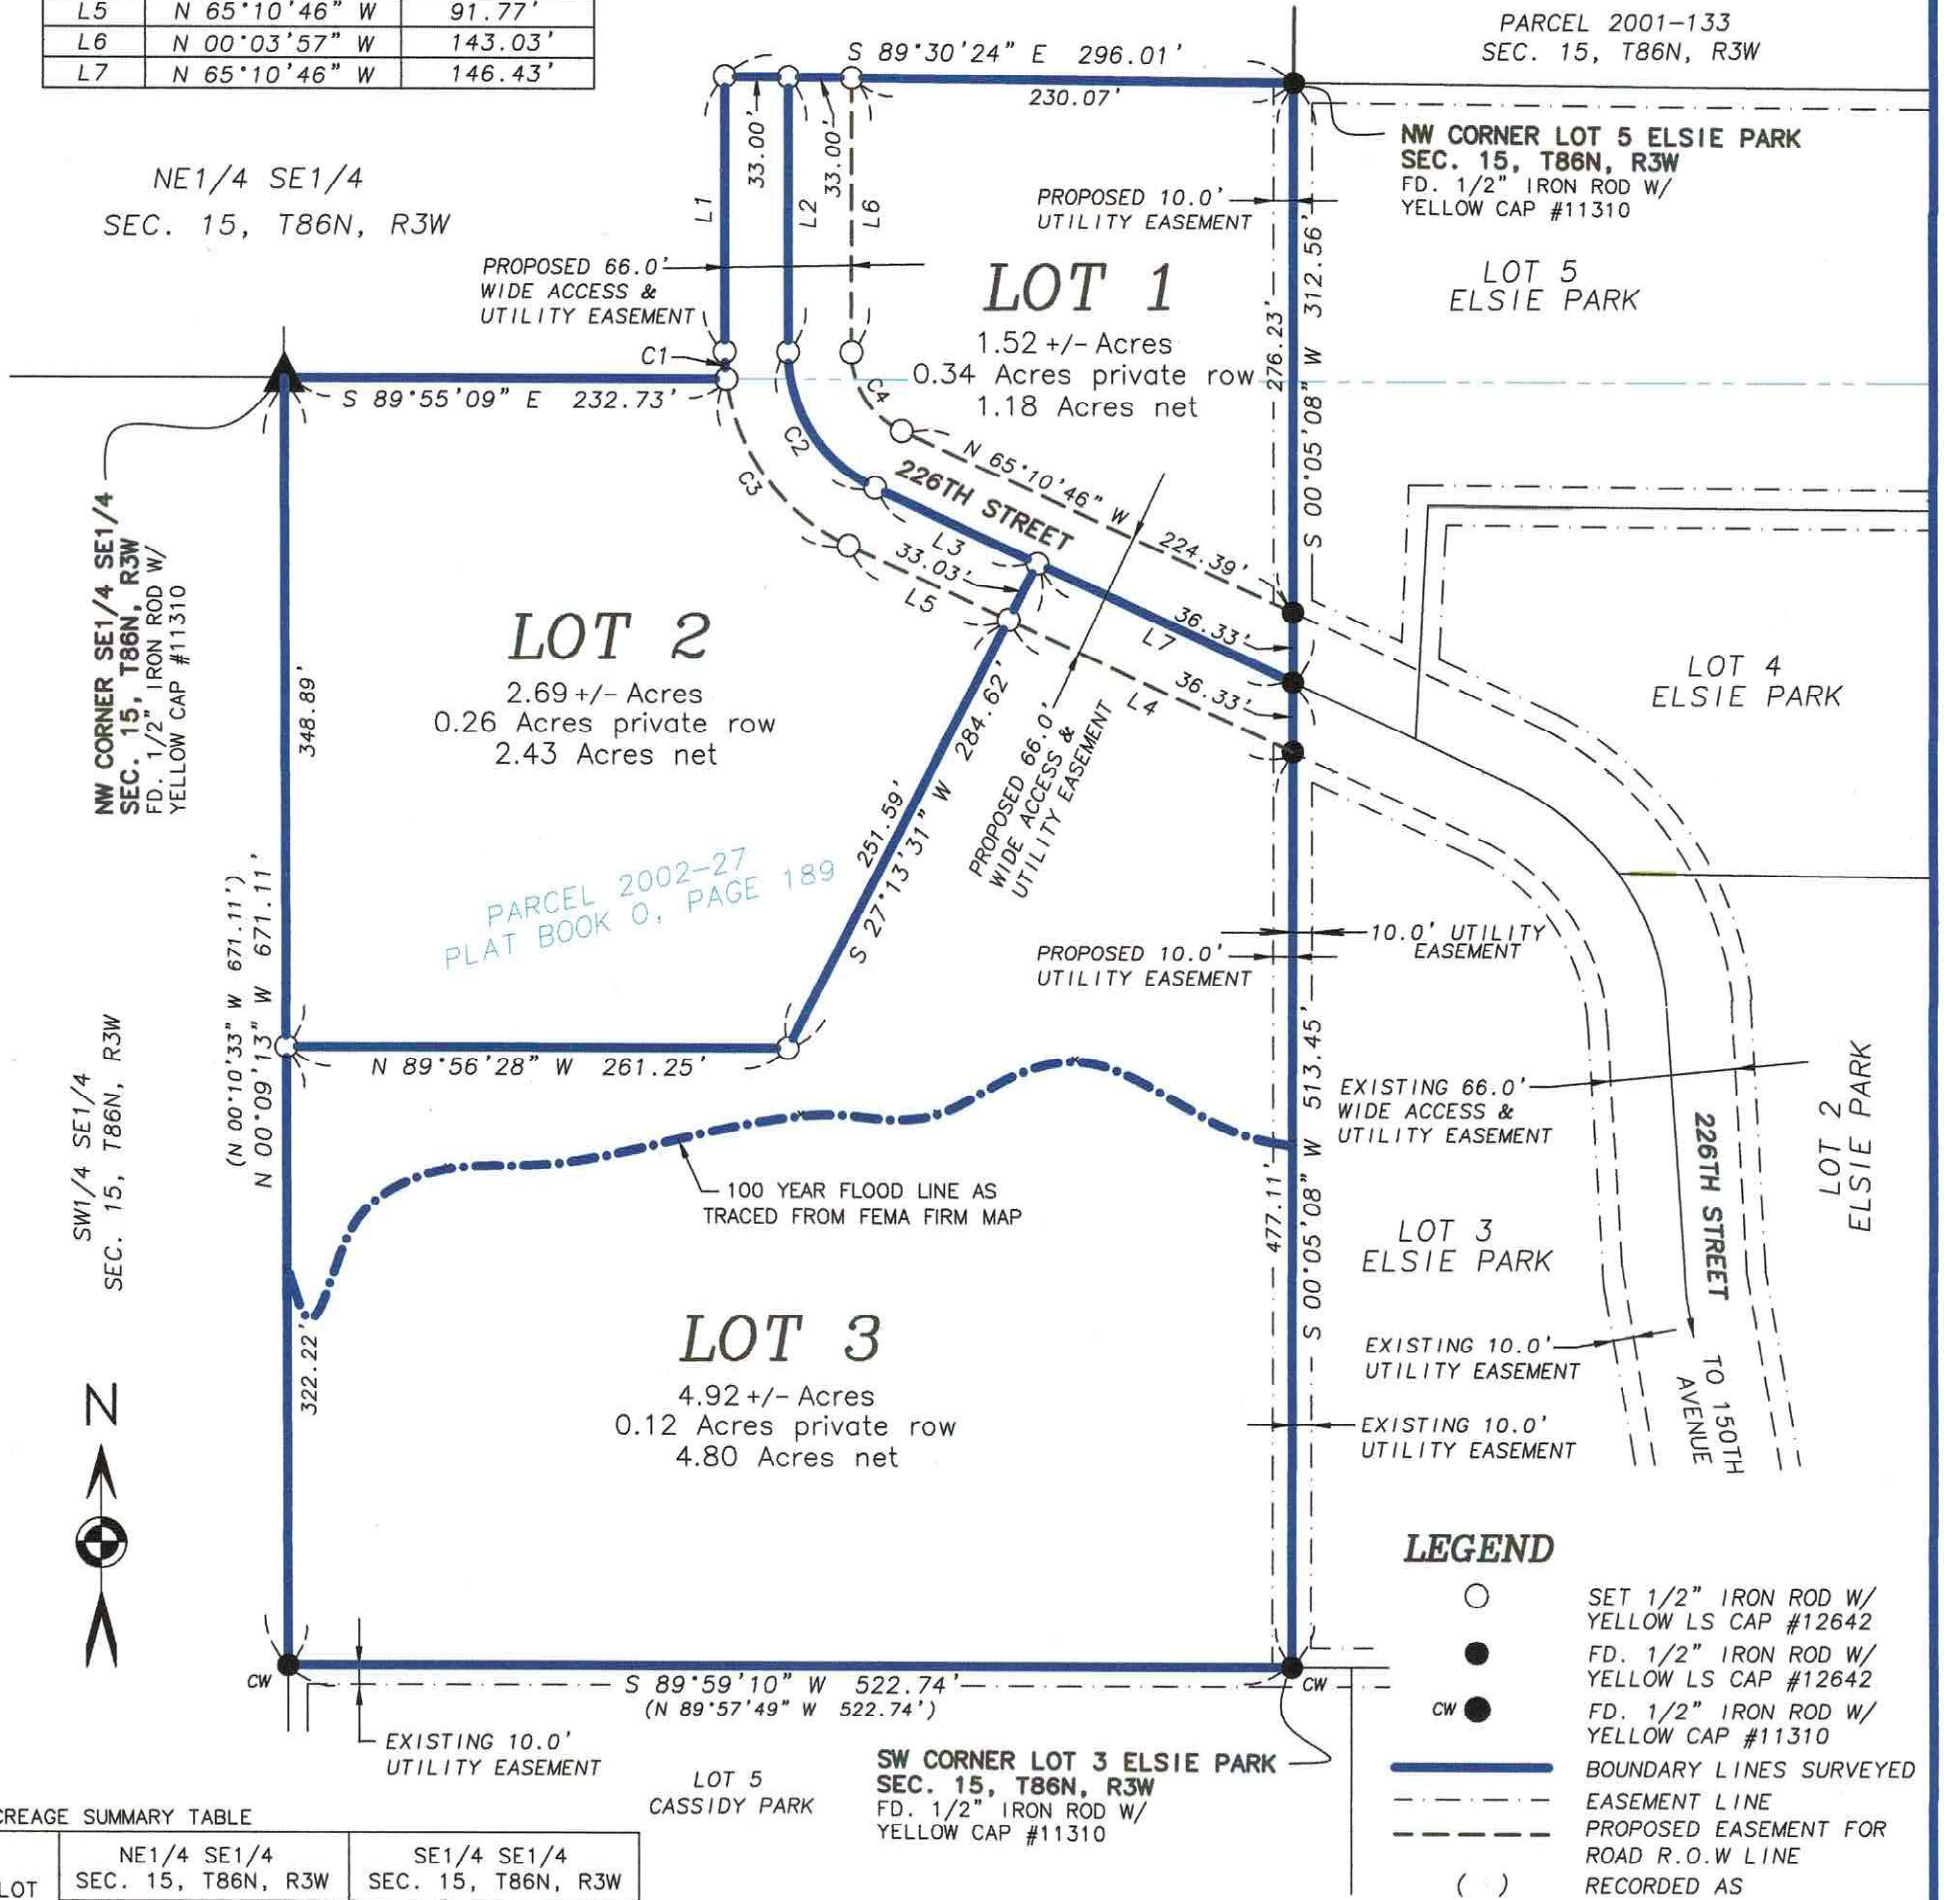 L5 N 65°10'46" W 91.77'
L6 N 00°03'57" W 143.03'
L7 N 65°10'46" W 146.43'
PARCEL 2001-133
SEC. 15, T86N, R3W
S 89°30'24" E 296.01'
230.07'
33.00'
33.00'
L1
L2
L6
NE1/4 SE1/4
SEC. 15, T86N, R3W
NW CORNER LOT 5 ELSIE PARK
SEC. 15, T86N, R3W
FD. 1/2" IRON ROD W/
YELLOW CAP #11310
PROPOSED 10.0'
UTILITY EASEMENT
PROPOSED 66.0'
WIDE ACCESS &
UTILITY EASEMENT
LOT 1
1.52 +/- Acres
0.34 Acres private row
1.18 Acres net
276.23'
S 00°05'08" W 312.56'
LOT 5
ELSIE PARK
C1
S 89°55'09" E 232.73'
C4
C2
C3
N 65°10'46" W 224.39'
226TH STREET
L3
33.03'
L5
36.33'
L7
36.33'
L4
NW CORNER SE1/4 SE1/4
SEC. 15, T86N, R3W
FD. 1/2" IRON ROD W/
YELLOW CAP #11310
348.89'
LOT 2
2.69 +/- Acres
0.26 Acres private row
2.43 Acres net
LOT 4
ELSIE PARK
251.59'
S 27°13'31" W 284.62'
PROPOSED 66.0'
WIDE ACCESS &
UTILITY EASEMENT
PARCEL 2002-27
PLAT BOOK O, PAGE 189
(N 00°10'33" W 671.11')
N 00°09'13" W 671.11'
PROPOSED 10.0'
UTILITY EASEMENT
10.0' UTILITY
EASEMENT
N 89°56'28" W 261.25'
SW1/4 SE1/4
SEC. 15, T86N, R3W
EXISTING 66.0'
WIDE ACCESS &
UTILITY EASEMENT
477.11'
S 00°05'08" W 513.45'
226TH STREET
TO 150TH
AVENUE
LOT 2
ELSIE PARK
100 YEAR FLOOD LINE AS
TRACED FROM FEMA FIRM MAP
LOT 3
ELSIE PARK
322.22'
LOT 3
4.92 +/- Acres
0.12 Acres private row
4.80 Acres net
EXISTING 10.0'
UTILITY EASEMENT
EXISTING 10.0'
UTILITY EASEMENT
N
CW
S 89°59'10" W 522.74'
(N 89°57'49" W 522.74')
CW
EXISTING 10.0'
UTILITY EASEMENT
LOT 5
CASSIDY PARK
SW CORNER LOT 3 ELSIE PARK
SEC. 15, T86N, R3W
FD. 1/2" IRON ROD W/
YELLOW CAP #11310
LEGEND
SET 1/2" IRON ROD W/
YELLOW LS CAP #12642
FD. 1/2" IRON ROD W/
YELLOW LS CAP #12642
CW FD. 1/2" IRON ROD W/
YELLOW CAP #11310
BOUNDARY LINES SURVEYED
EASEMENT LINE
PROPOSED EASEMENT FOR
ROAD R.O.W LINE
( ) RECORDED AS
CREAGE SUMMARY TABLE
LOT
NE1/4 SE1/4
SEC. 15, T86N, R3W
SE1/4 SE1/4
SEC. 15, T86N, R3W